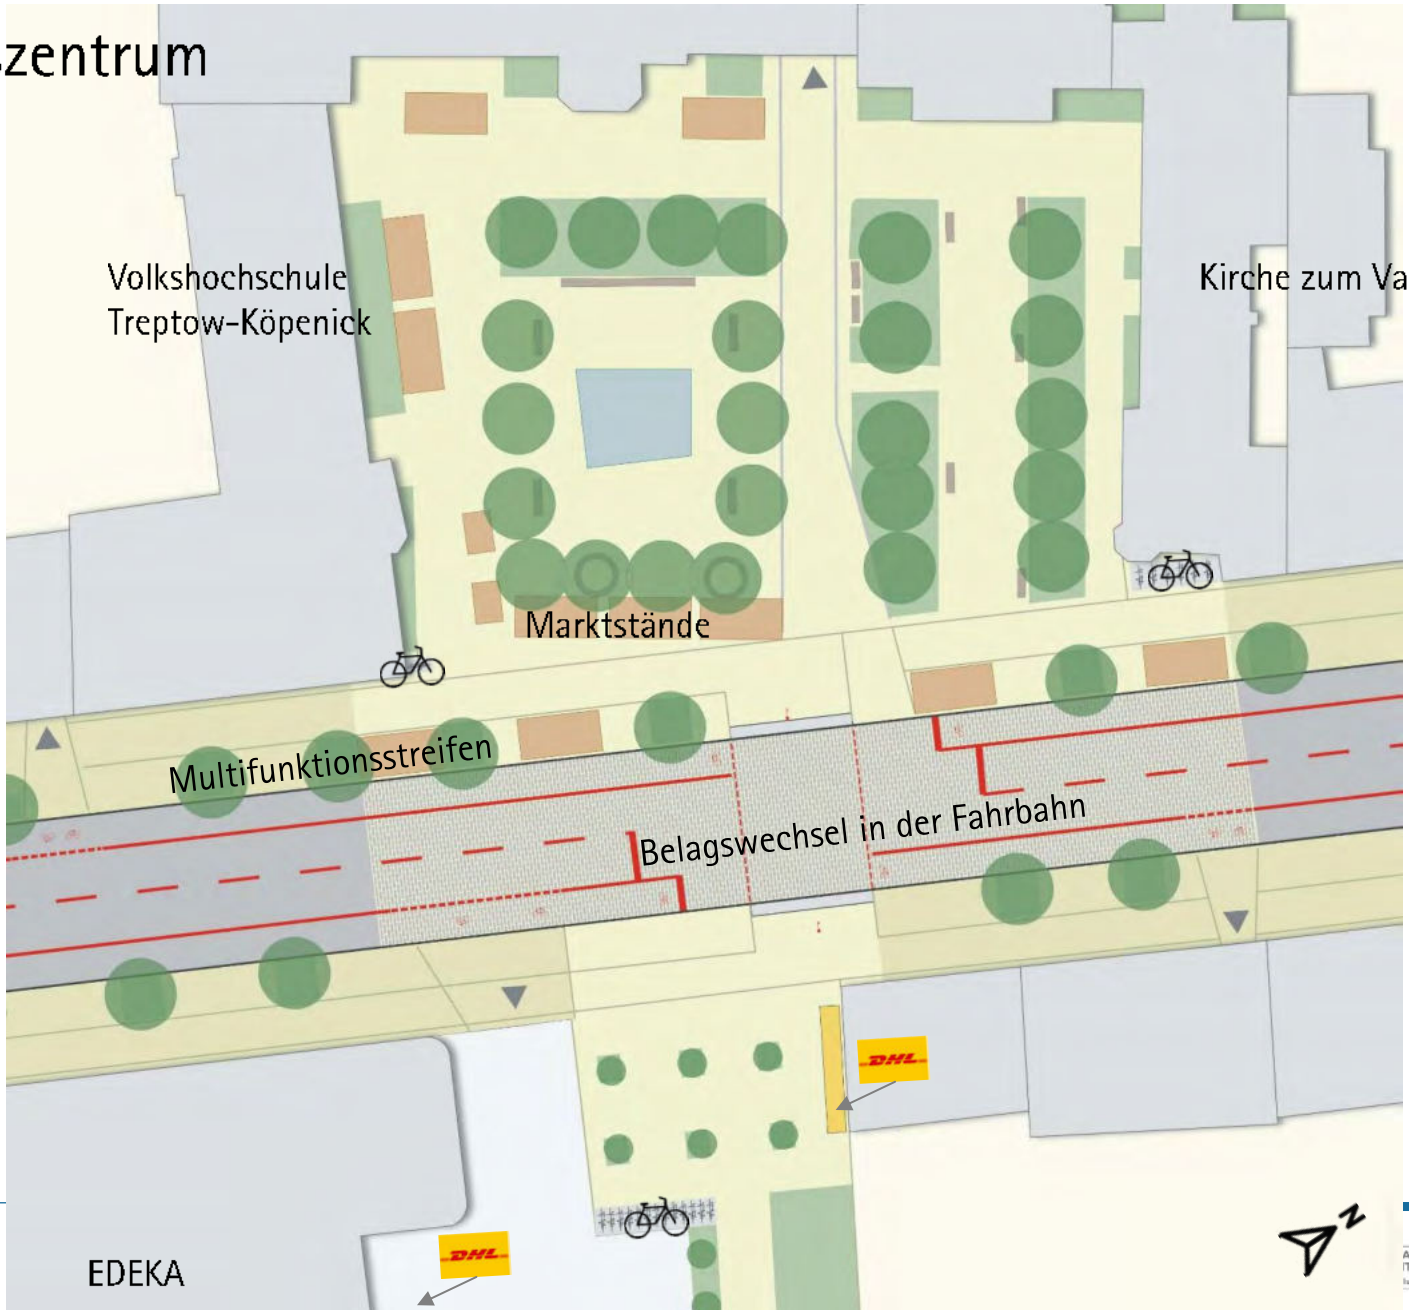 zentrum
Volkshochschule
Treptow-Köpenick
Kirche zum Va
Marktstände
Multifunktionsstreifen
Belagswechsel in der Fahrbahn
DHL
DHL
EDEKA
N